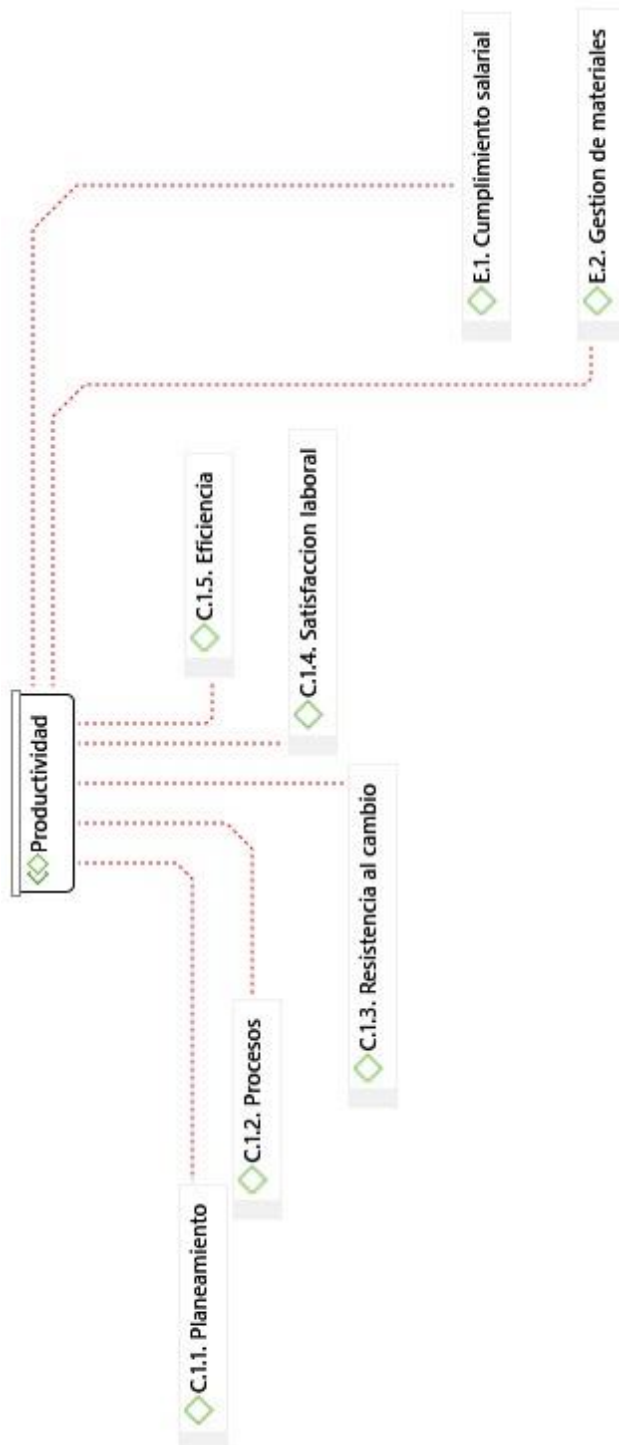 Productividad
C.1.1. Planeamiento
C.1.2. Procesos
C.1.3. Resistencia al cambio
C.1.4. Satisfaccion laboral
C.1.5. Eficiencia
E.1. Cumplimiento salarial
E.2. Gestion de materiales